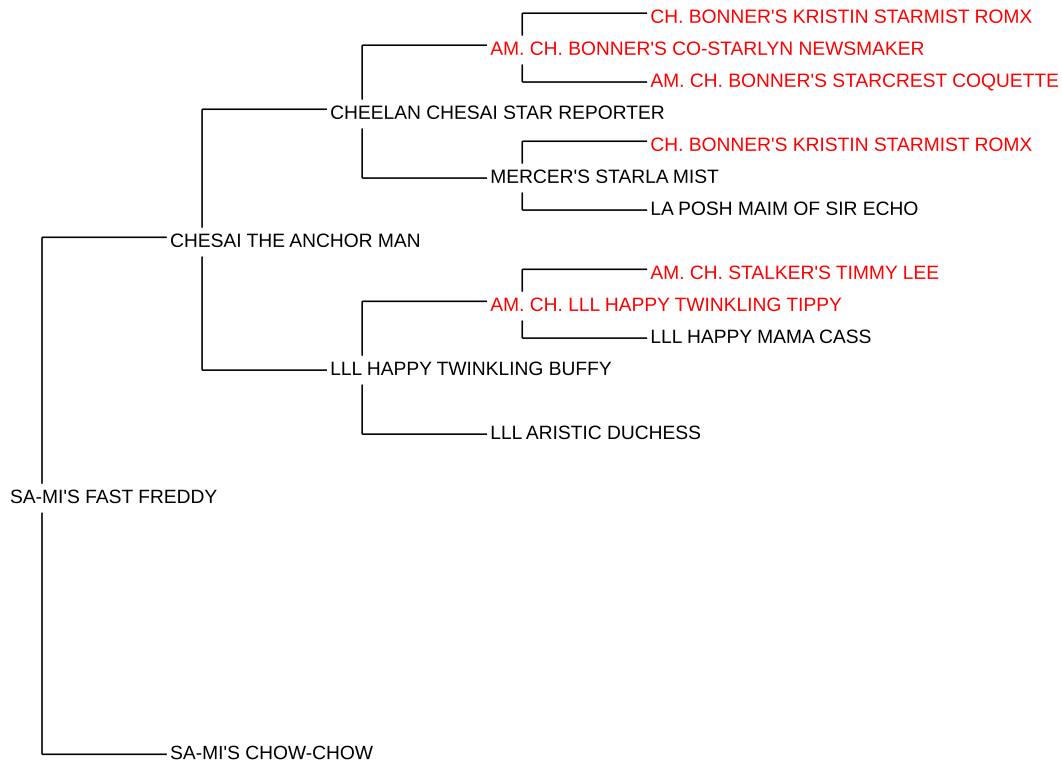 CH. BONNER'S KRISTIN STARMIST ROMX
AM. CH. BONNER'S CO-STARLYN NEWSMAKER
AM. CH. BONNER'S STARCREST COQUETTE
CHEELAN CHESAI STAR REPORTER
CH. BONNER'S KRISTIN STARMIST ROMX
MERCER'S STARLA MIST
LA POSH MAIM OF SIR ECHO
CHESAI THE ANCHOR MAN
AM. CH. STALKER'S TIMMY LEE
AM. CH. LLL HAPPY TWINKLING TIPPY
LLL HAPPY MAMA CASS
LLL HAPPY TWINKLING BUFFY
LLL ARISTIC DUCHESS
SA-MI'S FAST FREDDY
SA-MI'S CHOW-CHOW